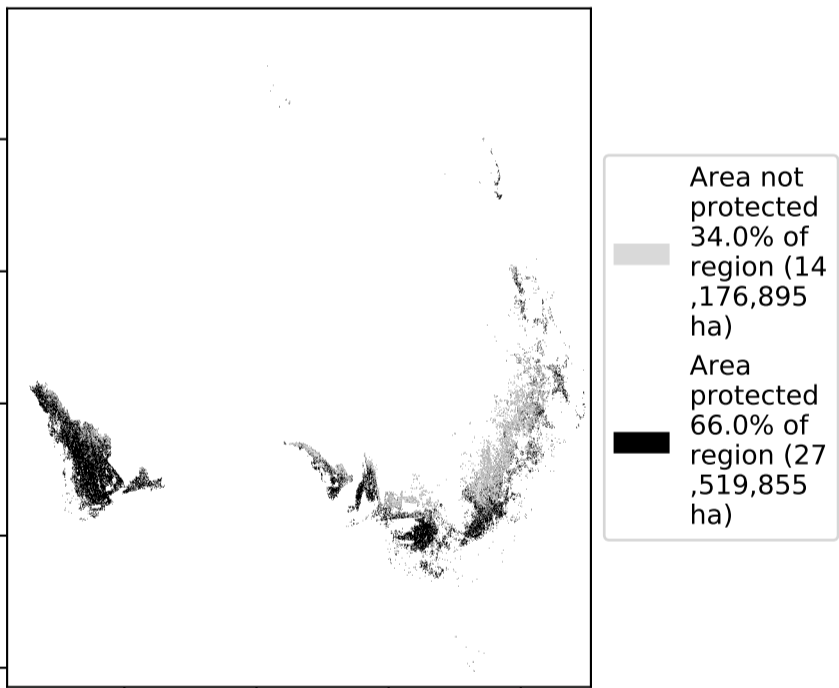 Area not
protected
34.0% of
region (14
,176,895
ha)
Area
protected
66.0% of
region (27
,519,855
ha)